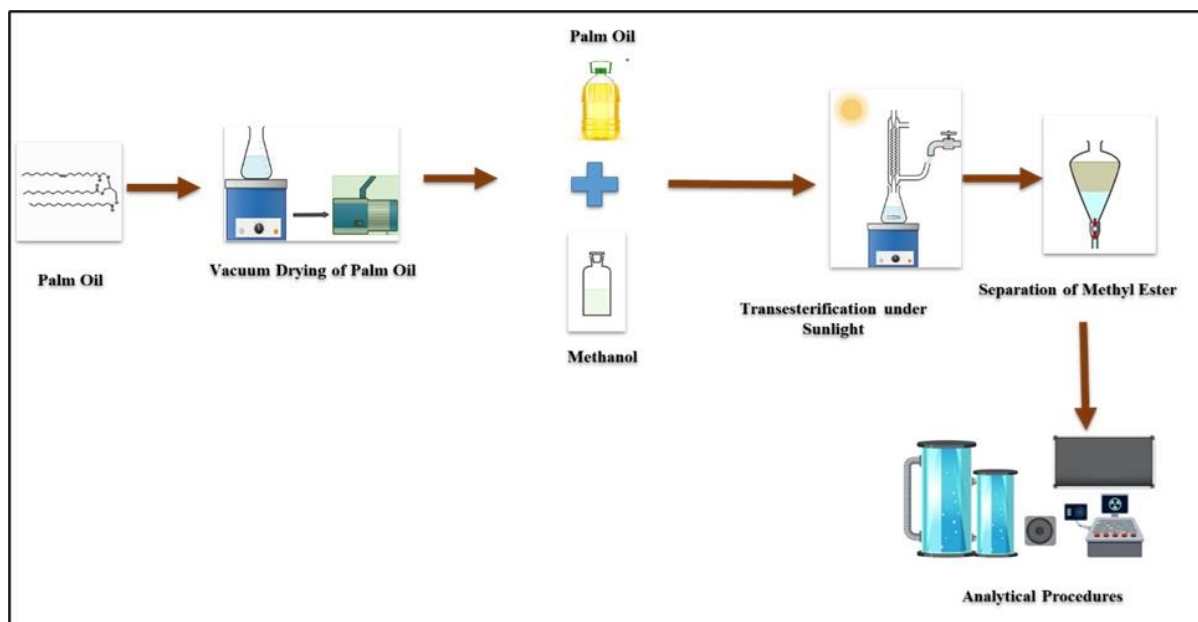 Palm Oil
Palm Oil
Vacuum Drying of Palm Oil
Methanol
Transesterification under
Sunlight
Separation of Methyl Ester
Analytical Procedures